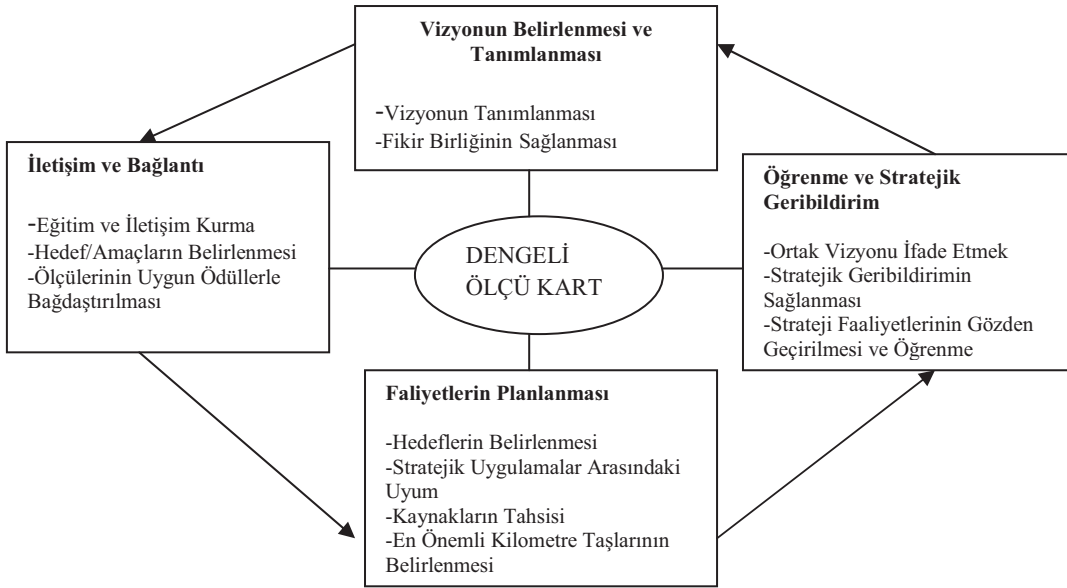 Vizyonun Belirlenmesi ve
Tanımlanması
-Vizyonun Tanımlanması
-Fikir Birliğinin Sağlanması
İletişim ve Bağlantı
-Eğitim ve İletişim Kurma
-Hedef/Amaçların Belirlenmesi
-Ölçülerinin Uygun Ödüllerle
Bağdaştırılması
DENGELİ
ÖLÇÜ KART
Öğrenme ve Stratejik
Geribildirim
-Ortak Vizyonu İfade Etmek
-Stratejik Geribildirimin
Sağlanması
-Strateji Faaliyetlerinin Gözden
Geçirilmesi ve Öğrenme
Faliyetlerin Planlanması
-Hedeflerin Belirlenmesi
-Stratejik Uygulamalar Arasındaki
Uyum
-Kaynakların Tahsisi
-En Önemli Kilometre Taşlarının
Belirlenmesi